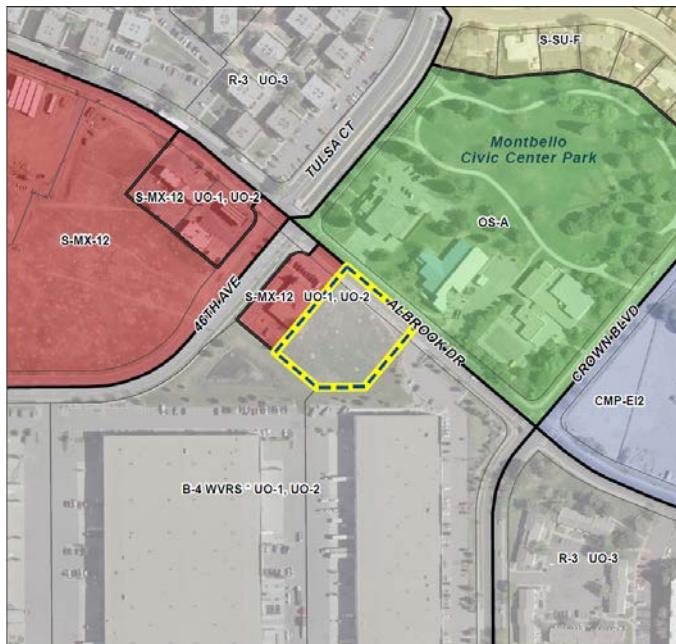 S-SU-F
R-3 UO-3
TULSA CT
Montbello
Civic Center Park
S-MX-12 UO-1, UO-2
OS-A
S-MX-12
46TH AVE
S-MX-12 UO-1, UO-2
ALBROOK DR
CROWN BLVD
CMP-EI2
B-4 WVRS * UO-1, UO-2
R-3 UO-3